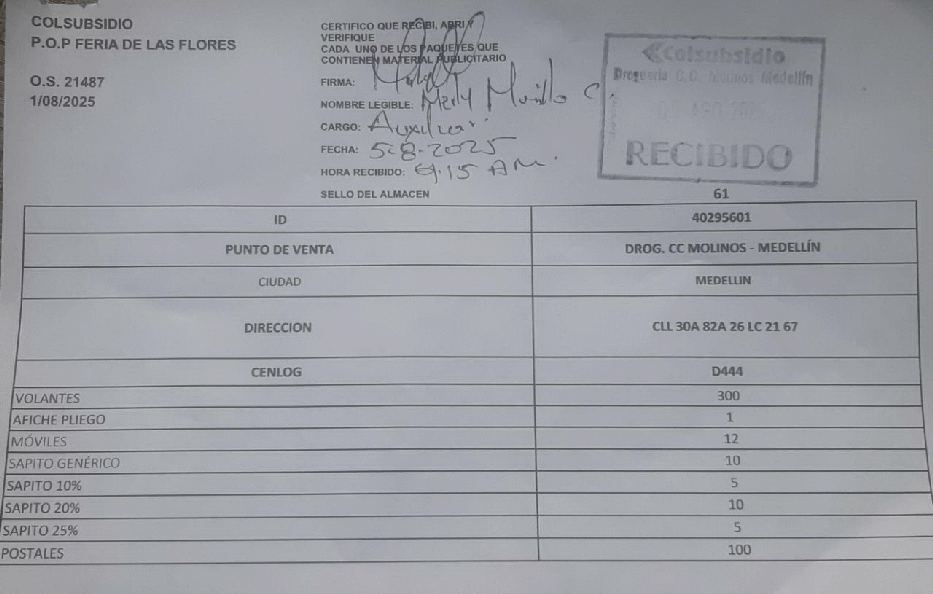 COLSUBSIDIO
P.O.P FERIA DE LAS FLORES
O.S. 21487
1/08/2025
CERTIFICO QUE RECIBI, ABRI Y
VERIFIQUE
CADA UNO DE LOS PAQUETES QUE
CONTIENEN MATERIAL PUBLICITARIO
FIRMA:
NOMBRE LEGIBLE: Murillo C.
CARGO: Auxiliar
FECHA: 5-8-2025
HORA RECIBIDO: 9:15 AM.
SELLO DEL ALMACEN
Colsubsidio
Drogueria C.C. Molinos Medellín
RECIBIDO
61
ID 40295601
PUNTO DE VENTA DROG. CC MOLINOS - MEDELLÍN
CIUDAD MEDELLIN
DIRECCION CLL 30A 82A 26 LC 21 67
CENLOG D444
VOLANTES 300
AFICHE PLIEGO 1
MÓVILES 12
SAPITO GENÉRICO 10
SAPITO 10% 5
SAPITO 20% 10
SAPITO 25% 5
POSTALES 100